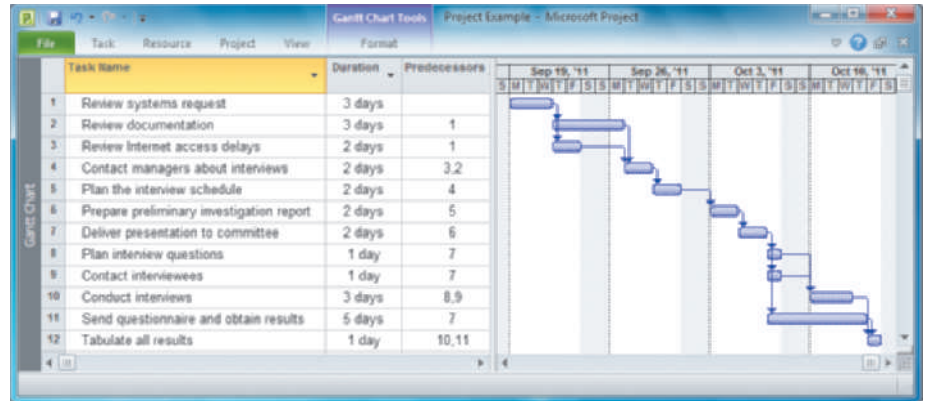 Gantt Chart Tools Project Example - Microsoft Project
File Task Resource Project View Format
Task Name Duration Predecessors Sep 19, '11 Sep 26, '11 Oct 3, '11 Oct 10, '11
S M T W T F S S M T W T F S S M T W T F S S M T W T F S
1 Review systems request 3 days
2 Review documentation 3 days 1
3 Review Internet access delays 2 days 1
4 Contact managers about interviews 2 days 3,2
5 Plan the interview schedule 2 days 4
6 Prepare preliminary investigation report 2 days 5
7 Deliver presentation to committee 2 days 6
8 Plan interview questions 1 day 7
9 Contact interviewees 1 day 7
10 Conduct interviews 3 days 8,9
11 Send questionnaire and obtain results 5 days 7
12 Tabulate all results 1 day 10,11
Gantt Chart